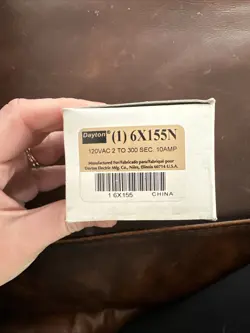 Dayton® (1) 6X155N
120VAC 2 TO 300 SEC. 10AMP
Manufactured For/Fabricado para/Fabriqué pour
Dayton Electric Mfg. Co., Niles, Illinois 60714 U.S.A.
1 6X155 CHINA